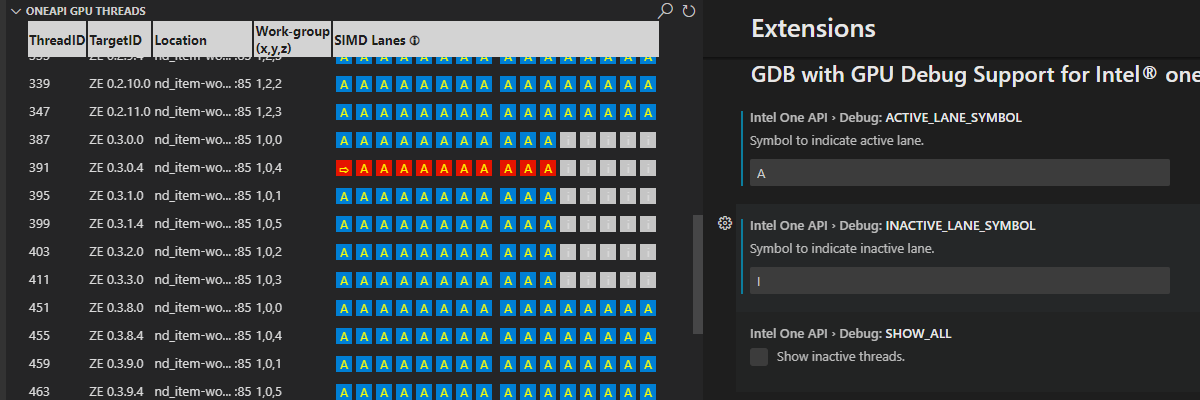 ONEAPI GPU THREADS
ThreadID TargetID Location Work-group (x,y,z) SIMD Lanes ⓘ
339 ZE 0.2.10.0 nd_item-wo... :85 1,2,2 A A A A A A A A A A A A A A A A
347 ZE 0.2.11.0 nd_item-wo... :85 1,2,3 A A A A A A A A A A A A A A A A
387 ZE 0.3.0.0 nd_item-wo... :85 1,0,0 A A A A A A A A A A A i i i i i
391 ZE 0.3.0.4 nd_item-wo... :85 1,0,4 ⇨ A A A A A A A A A A i i i i i
395 ZE 0.3.1.0 nd_item-wo... :85 1,0,1 A A A A A A A A A A A i i i i i
399 ZE 0.3.1.4 nd_item-wo... :85 1,0,5 A A A A A A A A A A A i i i i i
403 ZE 0.3.2.0 nd_item-wo... :85 1,0,2 A A A A A A A A A A A i i i i i
411 ZE 0.3.3.0 nd_item-wo... :85 1,0,3 A A A A A A A A A A A i i i i i
451 ZE 0.3.8.0 nd_item-wo... :85 1,0,0 A A A A A A A A A A A A A A A A
455 ZE 0.3.8.4 nd_item-wo... :85 1,0,4 A A A A A A A A A A A A A A A A
459 ZE 0.3.9.0 nd_item-wo... :85 1,0,1 A A A A A A A A A A A A A A A A
463 ZE 0.3.9.4 nd_item-wo... :85 1,0,5 A A A A A A A A A A A A A A A A
Extensions
GDB with GPU Debug Support for Intel® one
Intel One API › Debug: ACTIVE_LANE_SYMBOL
Symbol to indicate active lane.
A
Intel One API › Debug: INACTIVE_LANE_SYMBOL
Symbol to indicate inactive lane.
I
Intel One API › Debug: SHOW_ALL
Show inactive threads.